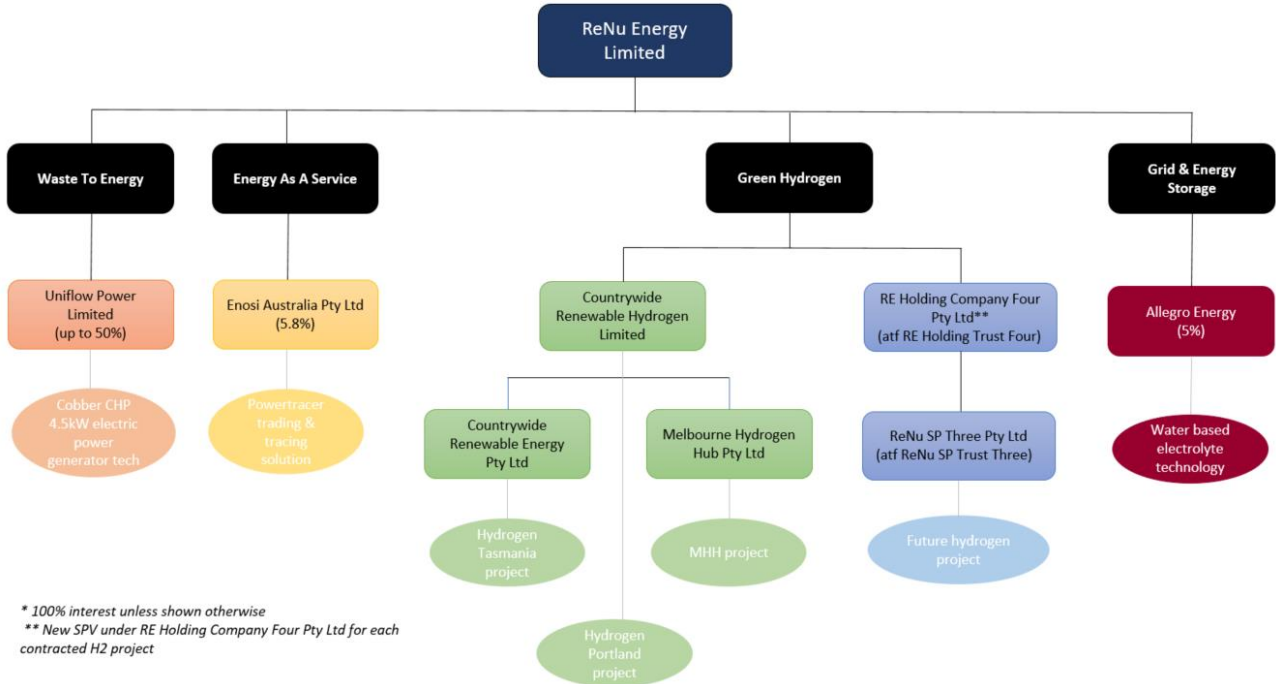 ReNu Energy
Limited
Waste To Energy
Energy As A Service
Green Hydrogen
Grid & Energy
Storage
Uniflow Power
Limited
(up to 50%)
Enosi Australia Pty Ltd
(5.8%)
Countrywide
Renewable Hydrogen
Limited
RE Holding Company Four
Pty Ltd**
(atf RE Holding Trust Four)
Allegro Energy
(5%)
Cobber CHP
4.5kW electric
power
generator tech
Powertracer
trading &
tracing
solution
Countrywide
Renewable Energy
Pty Ltd
Melbourne Hydrogen
Hub Pty Ltd
ReNu SP Three Pty Ltd
(atf ReNu SP Trust Three)
Water based
electrolyte
technology
Hydrogen
Tasmania
project
MHH project
Future hydrogen
project
Hydrogen
Portland
project
* 100% interest unless shown otherwise
** New SPV under RE Holding Company Four Pty Ltd for each
contracted H2 project